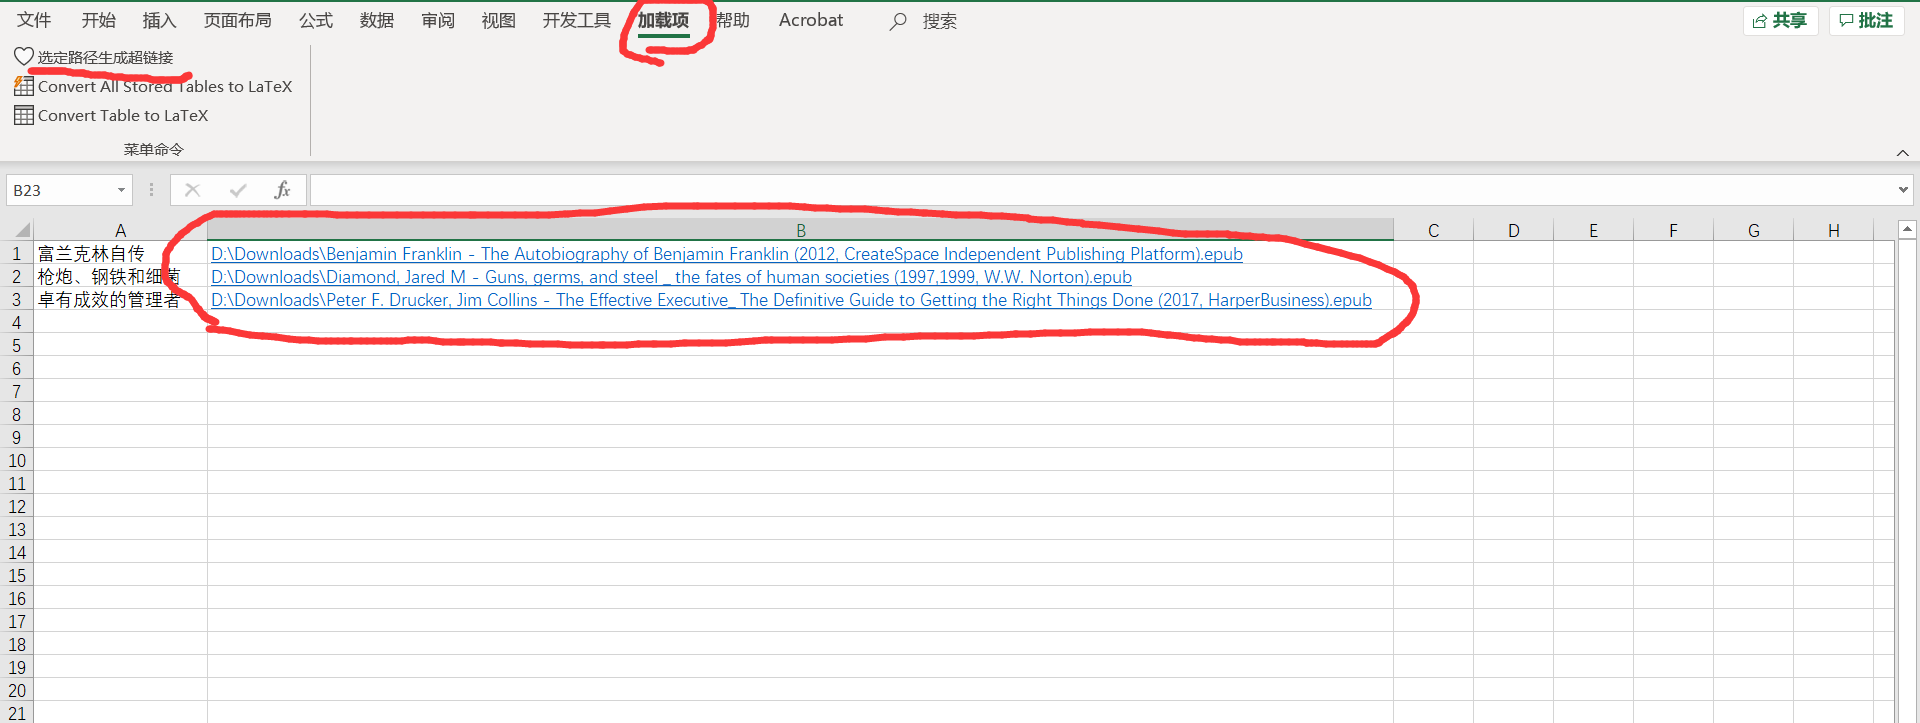 文件 开始 插入 页面布局 公式 数据 审阅 视图 开发工具 加载项 帮助 Acrobat 搜索 共享 批注
选定路径生成超链接
Convert All Stored Tables to LaTeX
Convert Table to LaTeX
菜单命令
B23 fx
A B C D E F G H
1 富兰克林自传 D:\Downloads\Benjamin Franklin - The Autobiography of Benjamin Franklin (2012, CreateSpace Independent Publishing Platform).epub
2 枪炮、钢铁和细菌 D:\Downloads\Diamond, Jared M - Guns, germs, and steel _ the fates of human societies (1997,1999, W.W. Norton).epub
3 卓有成效的管理者 D:\Downloads\Peter F. Drucker, Jim Collins - The Effective Executive_ The Definitive Guide to Getting the Right Things Done (2017, HarperBusiness).epub
4
5
6
7
8
9
10
11
12
13
14
15
16
17
18
19
20
21